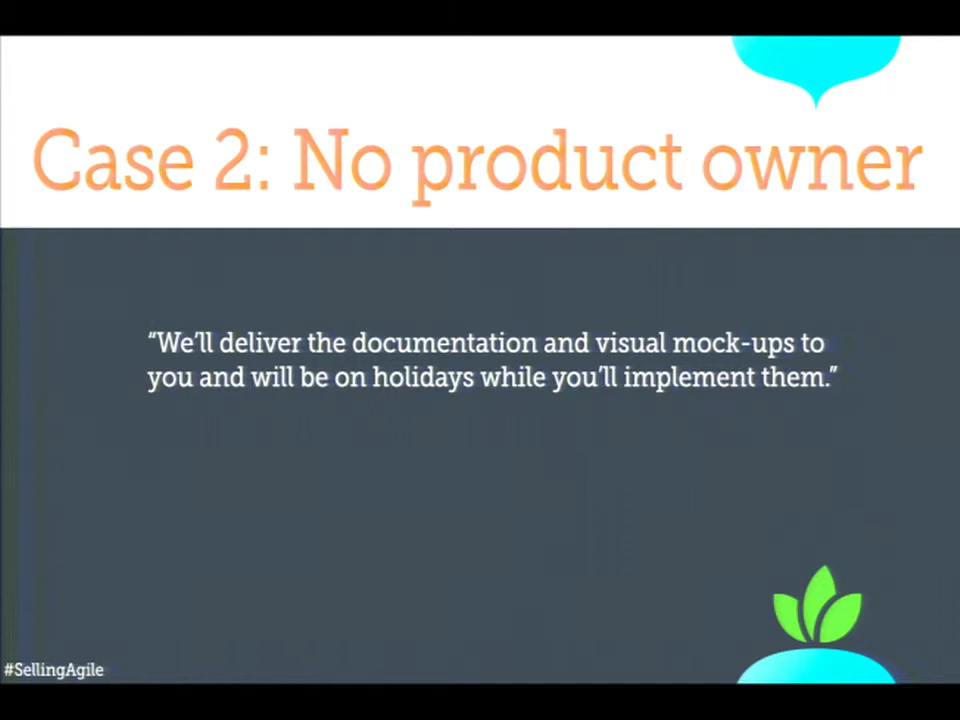 Case 2: No product owner
“We’ll deliver the documentation and visual mock-ups to
you and will be on holidays while you’ll implement them.”
#SellingAgile